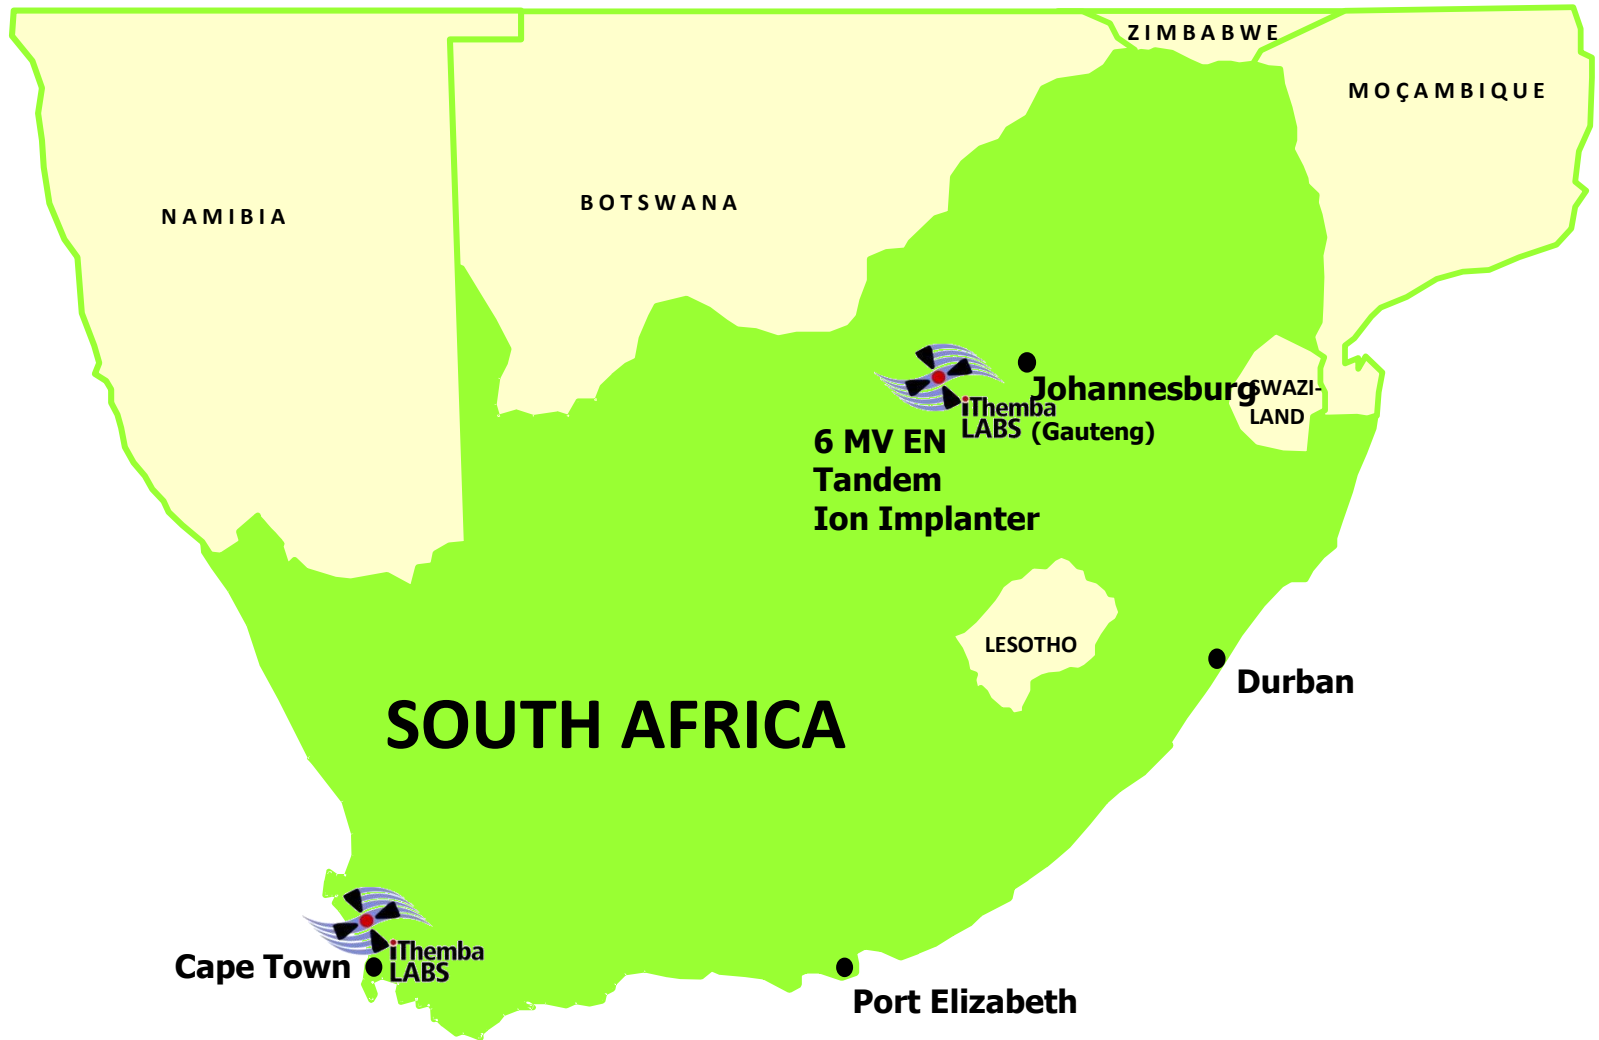 ZIMBABWE
MOÇAMBIQUE
BOTSWANA
NAMIBIA
Johannesburg
(Gauteng)
SWAZI-
LAND
iThemba
LABS
6 MV EN
Tandem
Ion Implanter
LESOTHO
Durban
SOUTH AFRICA
Cape Town
iThemba
LABS
Port Elizabeth